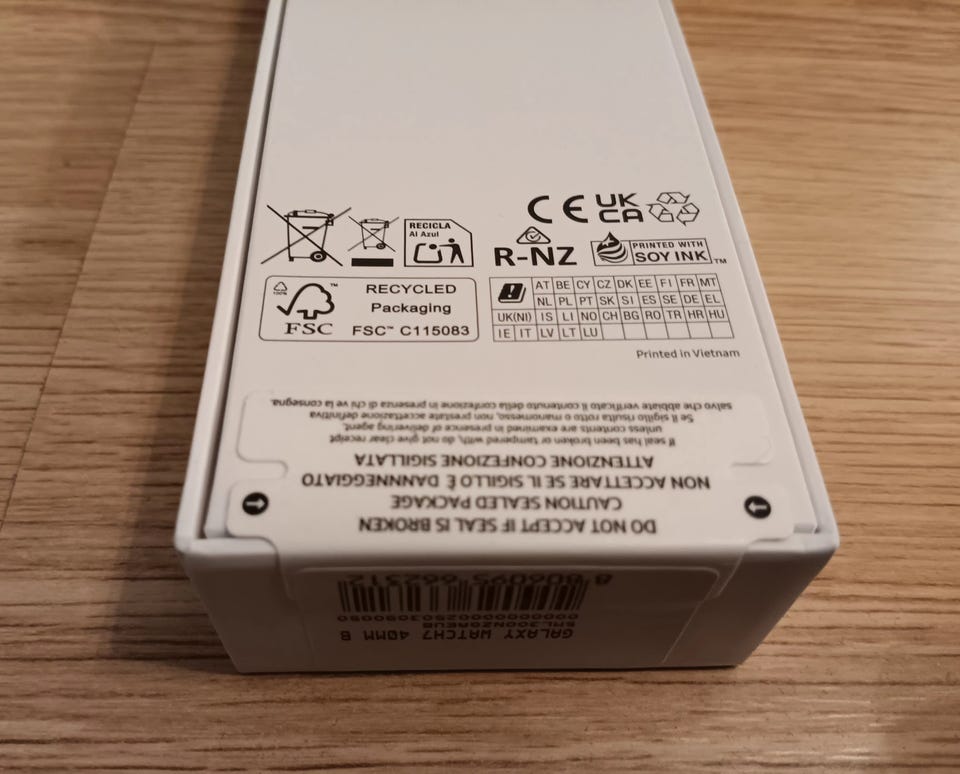 CE UK CA
RECICLA
Al Azul
R-NZ
PRINTED WITH
SOY INK™
100%
FSC
RECYCLED
Packaging
FSC™ C115083
AT BE CY CZ DK EE FI FR MT
NL PL PT SK SI ES SE DE EL
UK(NI) IS LI NO CH BG RO TR HR HU
IE IT LV LT LU
Printed in Vietnam
DO NOT ACCEPT IF SEAL IS BROKEN
CAUTION SEALED PACKAGE
NON ACCETTARE SE IL SIGILLO È DANNNEGGIATO
ATTENZIONE CONFEZIONE SIGILLATA
If seal has been broken or tampered with, do not give clear receipt
unless contents are examined in presence of delivering agent,
Se il sigillo risulta rotto o manomesso, non prestate accettazione definitiva
salvo che abbiate verificato il contenuto della confezione in presenza di chi ve la consegna.
GALAXY WATCH7 40MM B
8 806095 662312